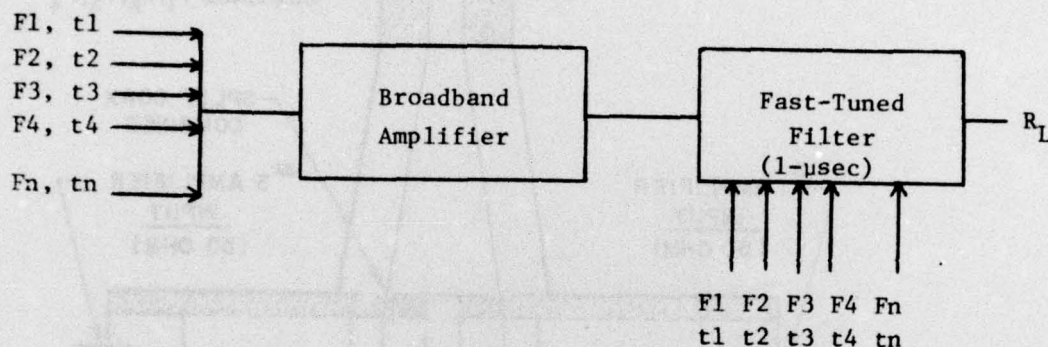 F1, t1
F2, t2
F3, t3
F4, t4
Fn, tn
Broadband
Amplifier
Fast-Tuned
Filter
(1-μsec)
R_L
F1 F2 F3 F4 Fn
t1 t2 t3 t4 tn